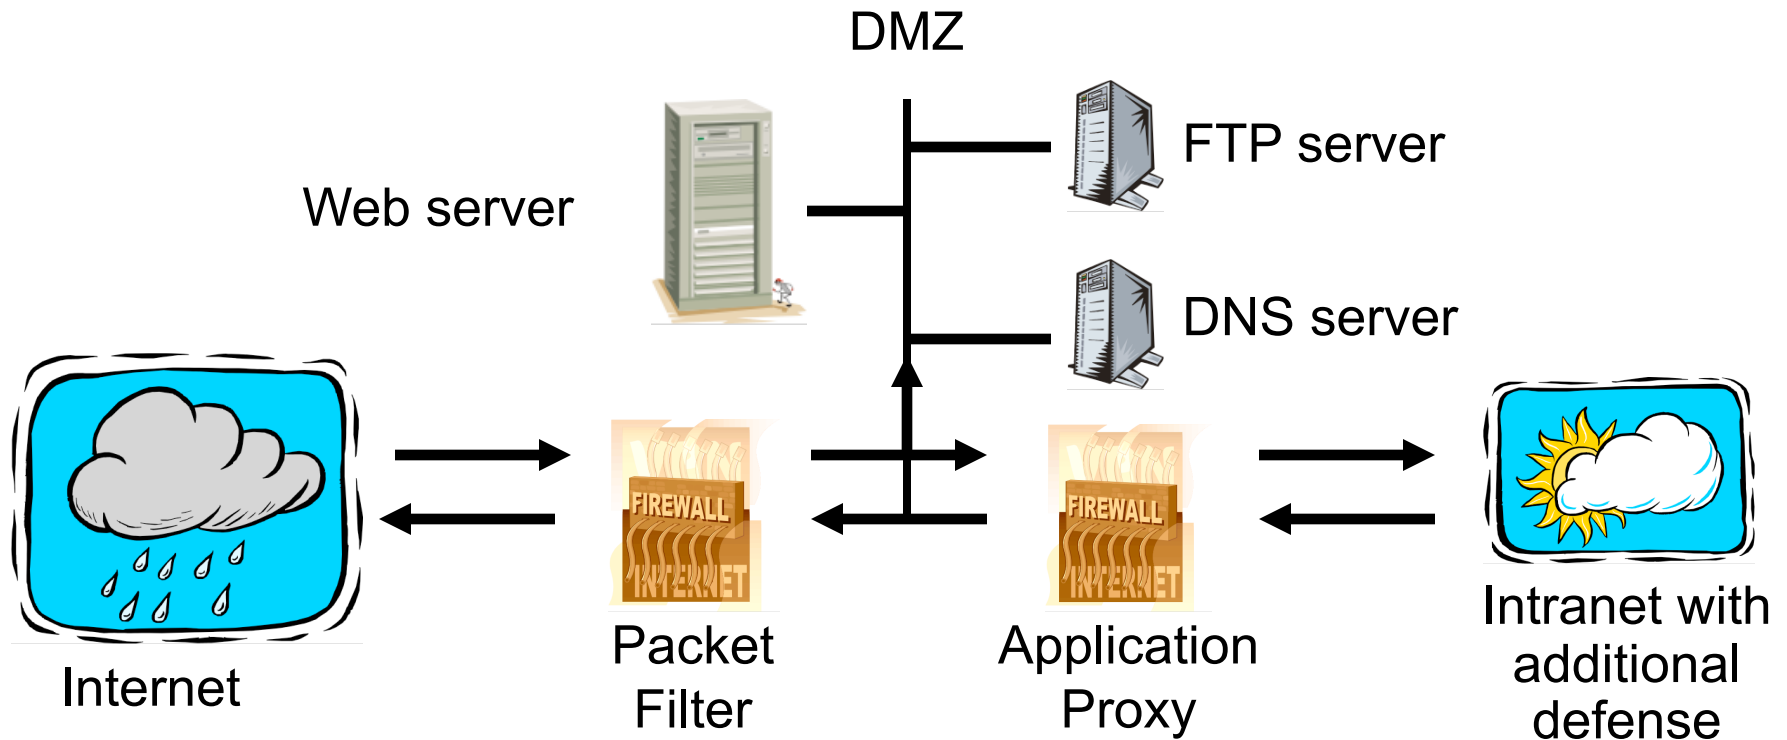 DMZ
FTP server
Web server
DNS server
FIREWALL
INTERNET
FIREWALL
INTERNET
Internet
Packet
Filter
Application
Proxy
Intranet with
additional
defense